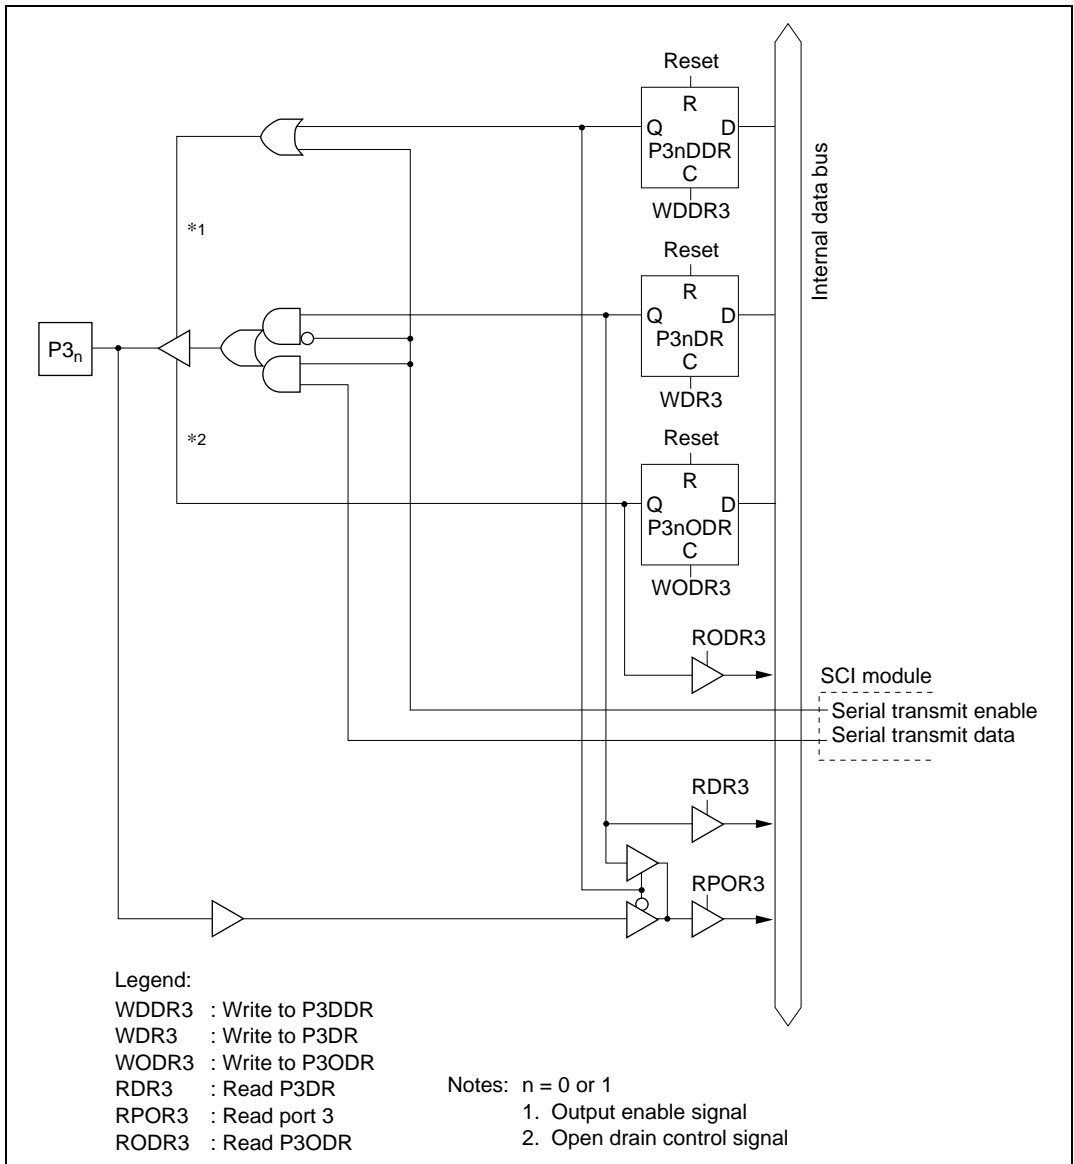 Reset
R
Q D
P3nDDR
C
WDDR3
*1
Reset
R
Q D
P3nDR
C
WDR3
P3n
*2
Reset
R
Q D
P3nODR
C
WODR3
Internal data bus
RODR3
SCI module
Serial transmit enable
Serial transmit data
RDR3
RPOR3
Legend:
WDDR3 : Write to P3DDR
WDR3 : Write to P3DR
WODR3 : Write to P3ODR
RDR3 : Read P3DR
RPOR3 : Read port 3
RODR3 : Read P3ODR
Notes: n = 0 or 1
1. Output enable signal
2. Open drain control signal